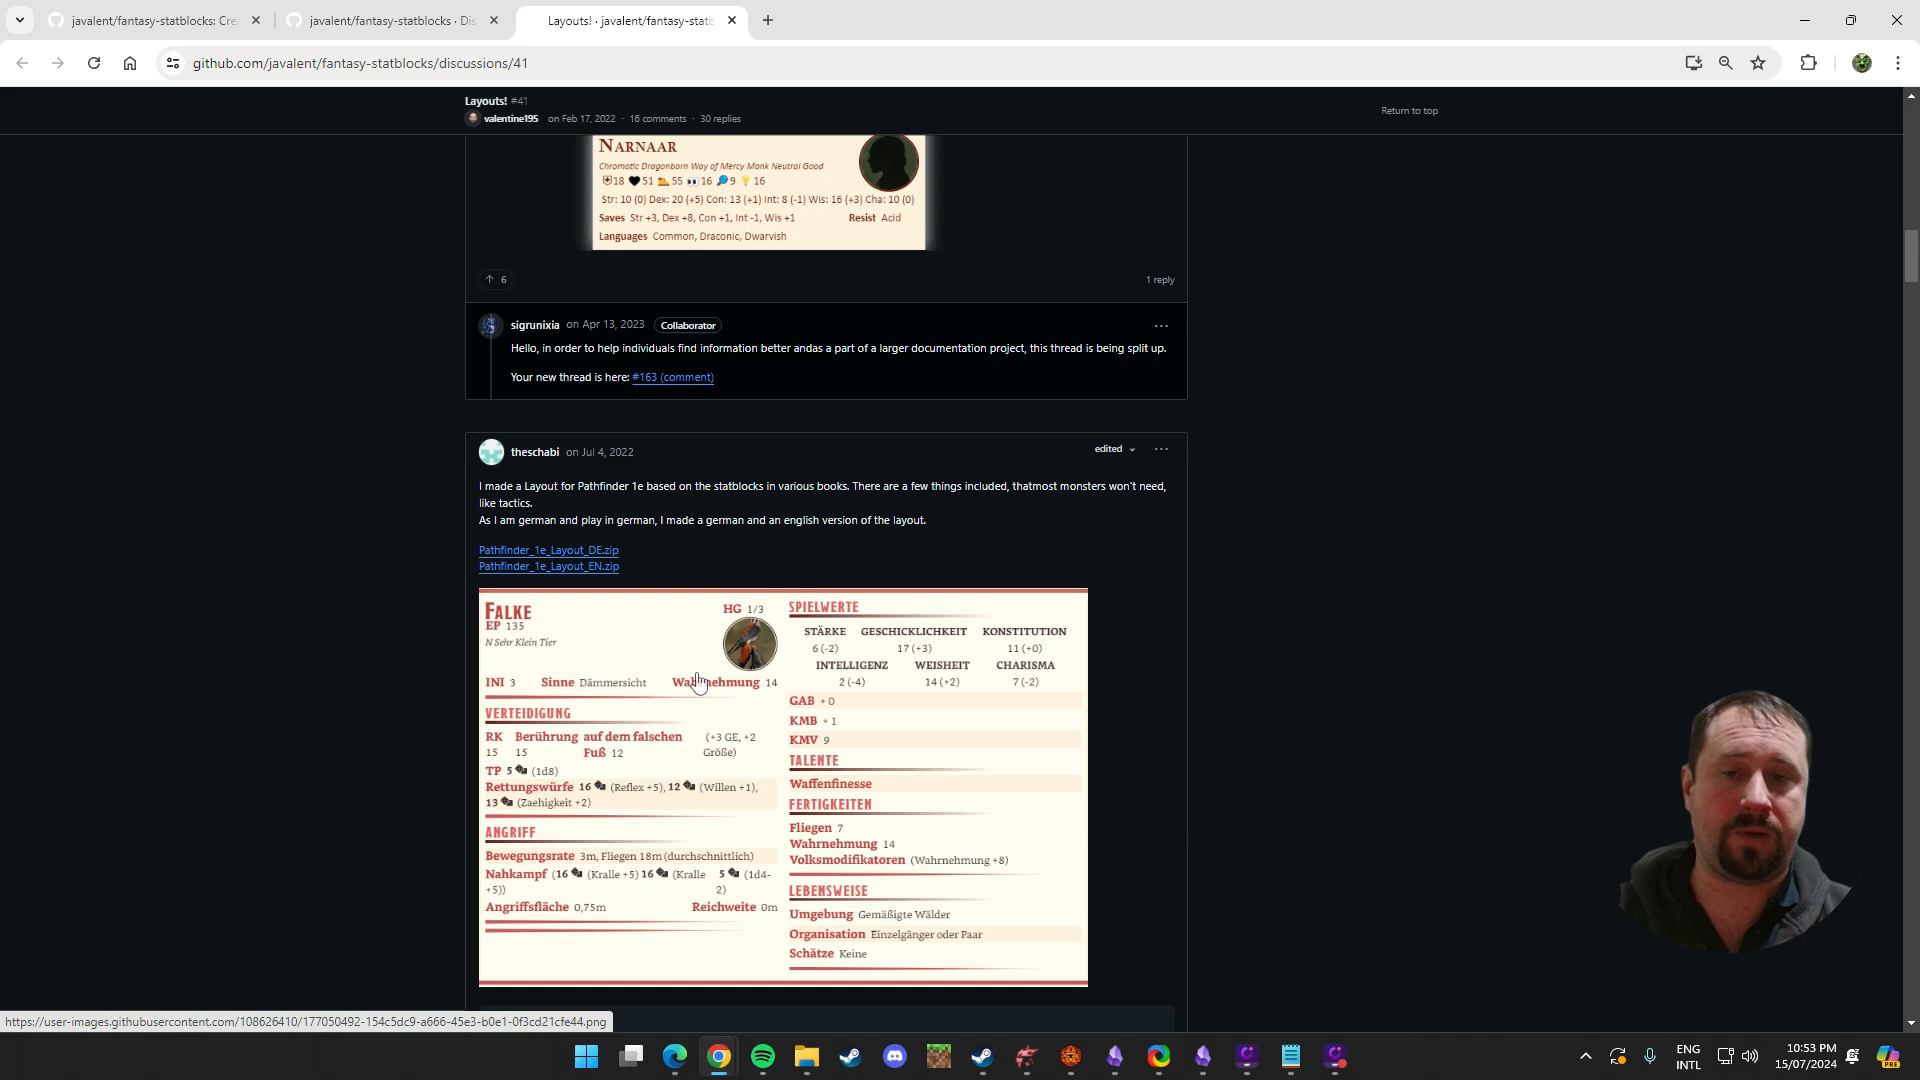 javalent/fantasy-statblocks: Cre
javalent/fantasy-statblocks · Dis
Layouts! · javalent/fantasy-statb
github.com/javalent/fantasy-statblocks/discussions/41
Layouts! #41
valentine195 on Feb 17, 2022 · 16 comments · 30 replies
Return to top
NARNAAR
Chromatic Dragonborn Way of Mercy Monk Neutral Good
18 51 55 16 9 16
Str: 10 (0) Dex: 20 (+5) Con: 13 (+1) Int: 8 (-1) Wis: 16 (+3) Cha: 10 (0)
Saves Str +3, Dex +8, Con +1, Int -1, Wis +1 Resist Acid
Languages Common, Draconic, Dwarvish
6
1 reply
sigrunixia on Apr 13, 2023 Collaborator
Hello, in order to help individuals find information better andas a part of a larger documentation project, this thread is being split up.
Your new thread is here: #163 (comment)
theschabi on Jul 4, 2022
edited
I made a Layout for Pathfinder 1e based on the statblocks in various books. There are a few things included, thatmost monsters won't need,
like tactics.
As I am german and play in german, I made a german and an english version of the layout.
Pathfinder_1e_Layout_DE.zip
Pathfinder_1e_Layout_EN.zip
FALKE
HG 1/3
EP 135
N Sehr Klein Tier
INI 3 Sinne Dämmersicht Wahrnehmung 14
VERTEIDIGUNG
RK Berührung auf dem falschen (+3 GE, +2
15 15 Fuß 12 Größe)
TP 5 (1d8)
Rettungswürfe 16 (Reflex +5), 12 (Willen +1),
13 (Zaehigkeit +2)
ANGRIFF
Bewegungsrate 3m, Fliegen 18m (durchschnittlich)
Nahkampf (16 (Kralle +5) 16 (Kralle 5 (1d4-
+5)) 2)
Angriffsfläche 0,75m Reichweite 0m
SPIELWERTE
STÄRKE GESCHICKLICHKEIT KONSTITUTION
6 (-2) 17 (+3) 11 (+0)
INTELLIGENZ WEISHEIT CHARISMA
2 (-4) 14 (+2) 7 (-2)
GAB +0
KMB +1
KMV 9
TALENTE
Waffenfinesse
FERTIGKEITEN
Fliegen 7
Wahrnehmung 14
Volksmodifikatoren (Wahrnehmung +8)
LEBENSWEISE
Umgebung Gemäßigte Wälder
Organisation Einzelgänger oder Paar
Schätze Keine
https://user-images.githubusercontent.com/108626410/177050492-154c5dc9-a666-45e3-b0e1-0f3cd21cfe44.png
ENG
INTL
10:53 PM
15/07/2024
PRE